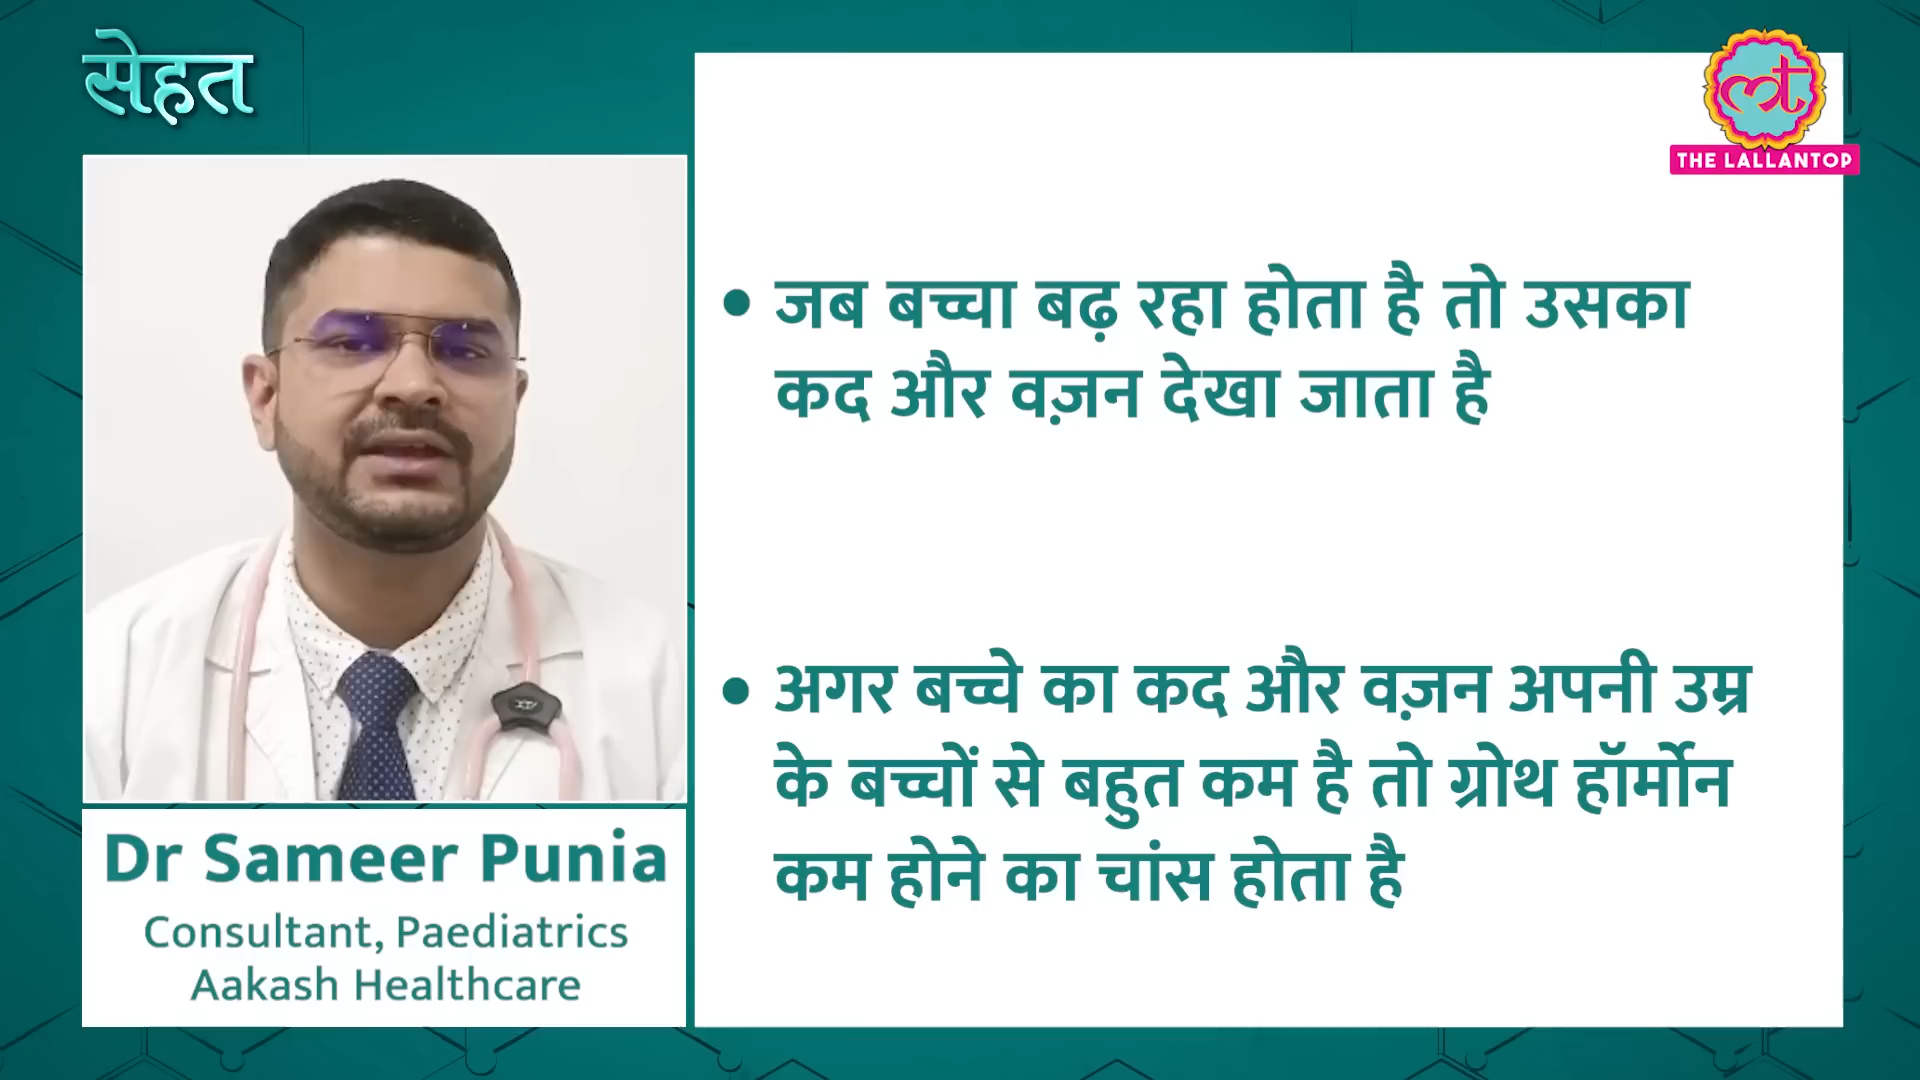 सेहत
THE LALLANTOP
• जब बच्चा बढ़ रहा होता है तो उसका
कद और वज़न देखा जाता है
• अगर बच्चे का कद और वज़न अपनी उम्र
के बच्चों से बहुत कम है तो ग्रोथ हॉर्मोन
कम होने का चांस होता है
Dr Sameer Punia
Consultant, Paediatrics
Aakash Healthcare